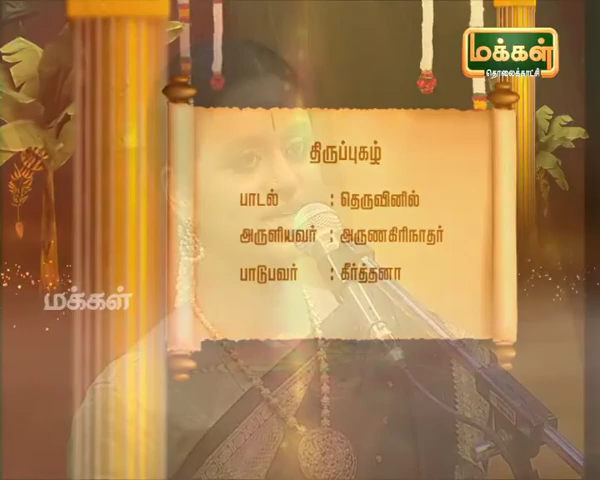 மக்கள்
தொலைக்காட்சி
திருப்புகழ்
பாடல் : தெருவினில்
அருளியவர் : அருணகிரிநாதர்
பாடுபவர் : கீர்த்தனா
மக்கள்